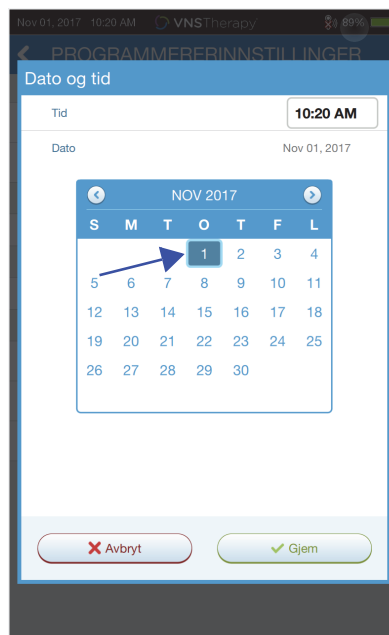 Nov 01, 2017 10:20 AM VNSTherapy 89%
PROGRAMMERERINNSTILLINGER
Dato og tid
Tid 10:20 AM
Dato Nov 01, 2017
NOV 2017
S M T O T F L
1 2 3 4
5 6 7 8 9 10 11
12 13 14 15 16 17 18
19 20 21 22 23 24 25
26 27 28 29 30
Avbryt Gjem